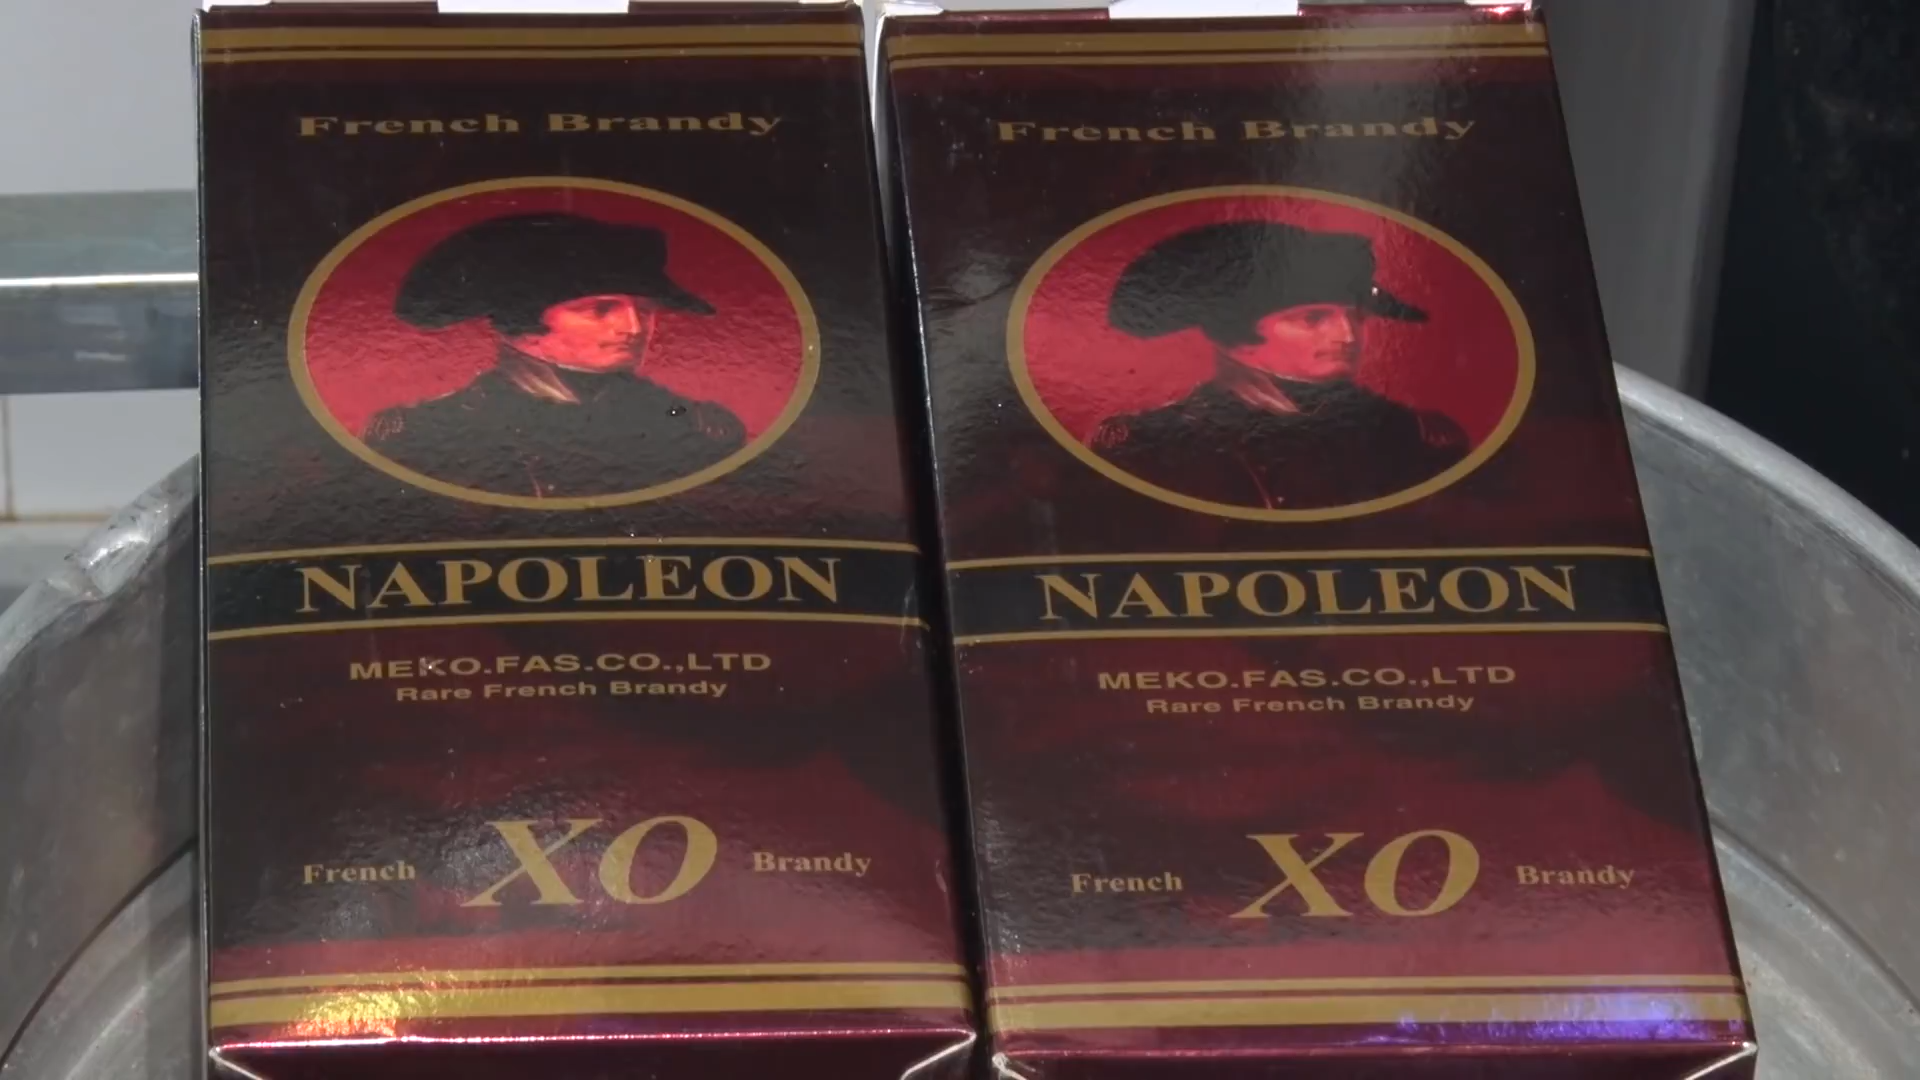 French Brandy
NAPOLEON
MEKO.FAS.CO.,LTD
Rare French Brandy
French XO Brandy
French Brandy
NAPOLEON
MEKO.FAS.CO.,LTD
Rare French Brandy
French XO Brandy